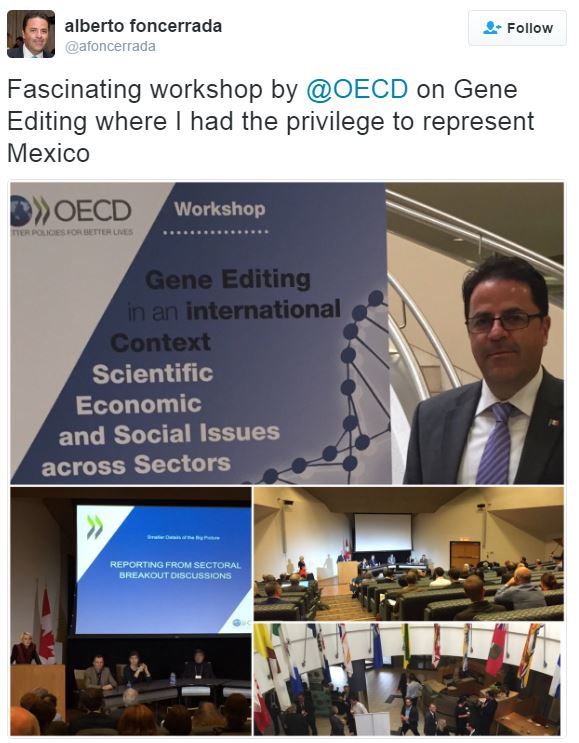 alberto foncerrada
@afoncerrada
Follow
Fascinating workshop by @OECD on Gene
Editing where I had the privilege to represent
Mexico
OECD
TTER POLICIES FOR BETTER LIVES
Workshop
Gene Editing
in an international
Context
Scientific
Economic
and Social Issues
across Sectors
Smaller Details of the Big Picture
REPORTING FROM SECTORAL
BREAKOUT DISCUSSIONS